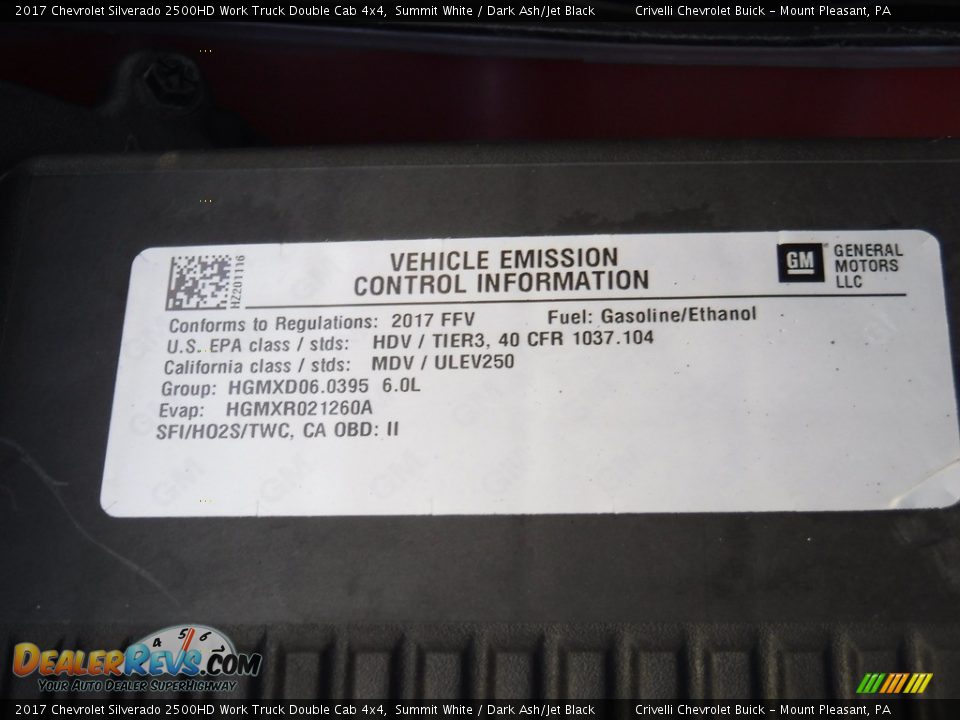 2017 Chevrolet Silverado 2500HD Work Truck Double Cab 4x4, Summit White / Dark Ash/Jet Black Crivelli Chevrolet Buick - Mount Pleasant, PA
HZ201116
VEHICLE EMISSION
CONTROL INFORMATION
GM
GENERAL
MOTORS
LLC
Conforms to Regulations: 2017 FFV Fuel: Gasoline/Ethanol
U.S. EPA class / stds: HDV / TIER3, 40 CFR 1037.104
California class / stds: MDV / ULEV250
Group: HGMXD06.0395 6.0L
Evap: HGMXR021260A
SFI/HO2S/TWC, CA OBD: II
4 5 6 7
DEALERREVS.COM
YOUR AUTO DEALER SUPERHIGHWAY
2017 Chevrolet Silverado 2500HD Work Truck Double Cab 4x4, Summit White / Dark Ash/Jet Black Crivelli Chevrolet Buick - Mount Pleasant, PA